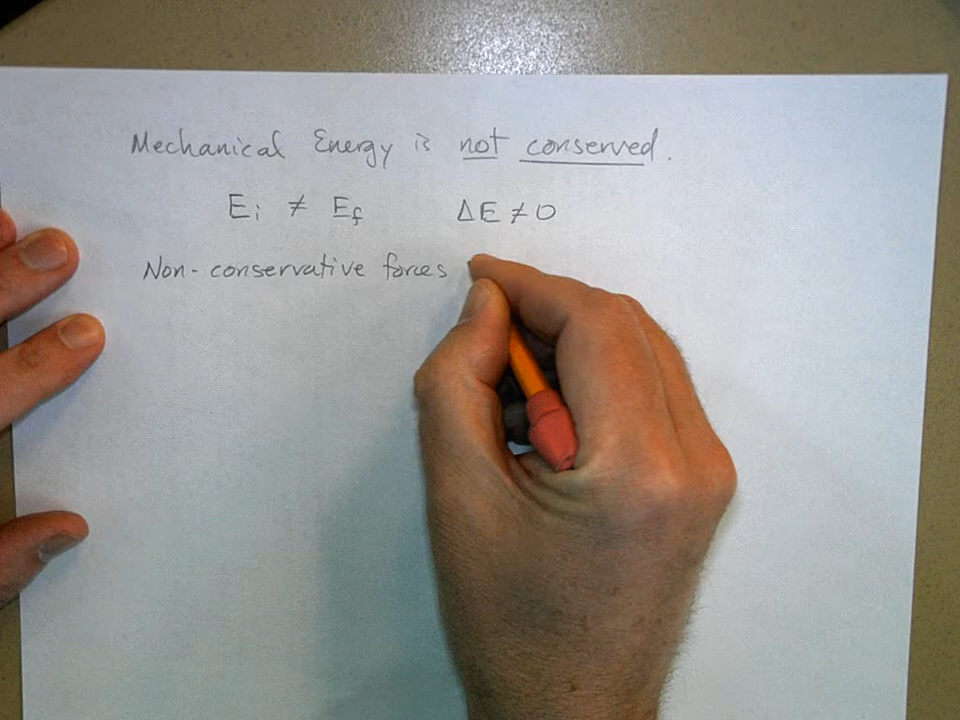 Mechanical Energy is not conserved.
Ei ≠ Ef ΔE ≠ 0
Non-conservative forces